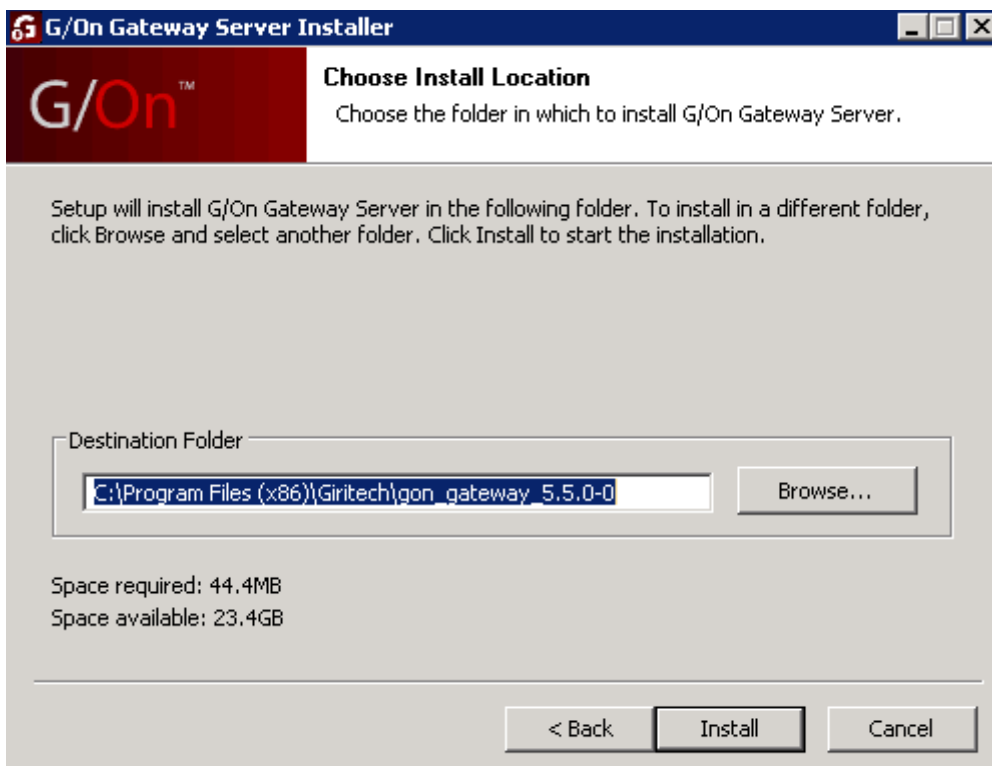 G/On Gateway Server Installer
G/On™
Choose Install Location
Choose the folder in which to install G/On Gateway Server.
Setup will install G/On Gateway Server in the following folder. To install in a different folder,
click Browse and select another folder. Click Install to start the installation.
Destination Folder
C:\Program Files (x86)\Giritech\gon_gateway_5.5.0-0
Browse...
Space required: 44.4MB
Space available: 23.4GB
< Back
Install
Cancel